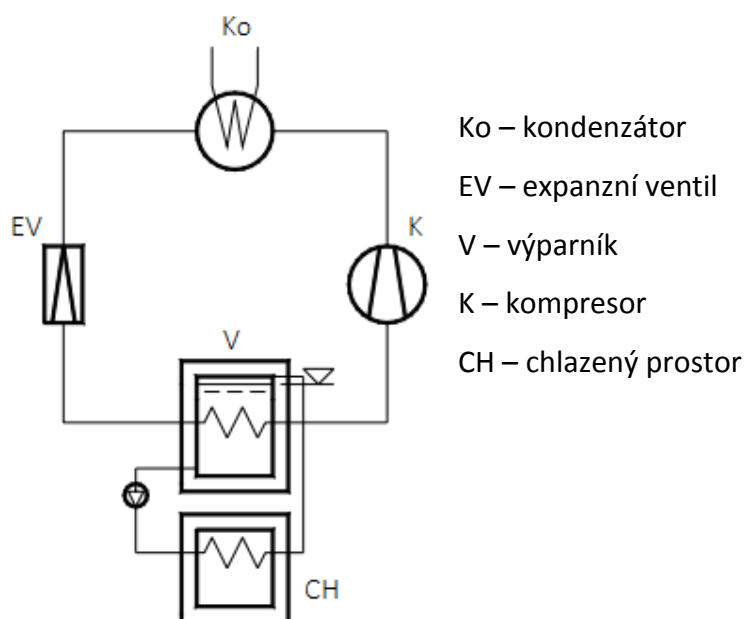 Ko
EV
K
V
CH
Ko – kondenzátor
EV – expanzní ventil
V – výparník
K – kompresor
CH – chlazený prostor